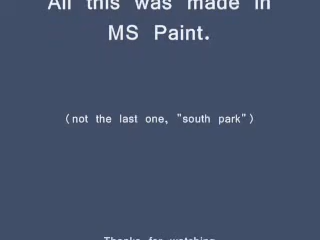 All this was made in
MS Paint.
(not the last one, "south park")
Thanks for watching